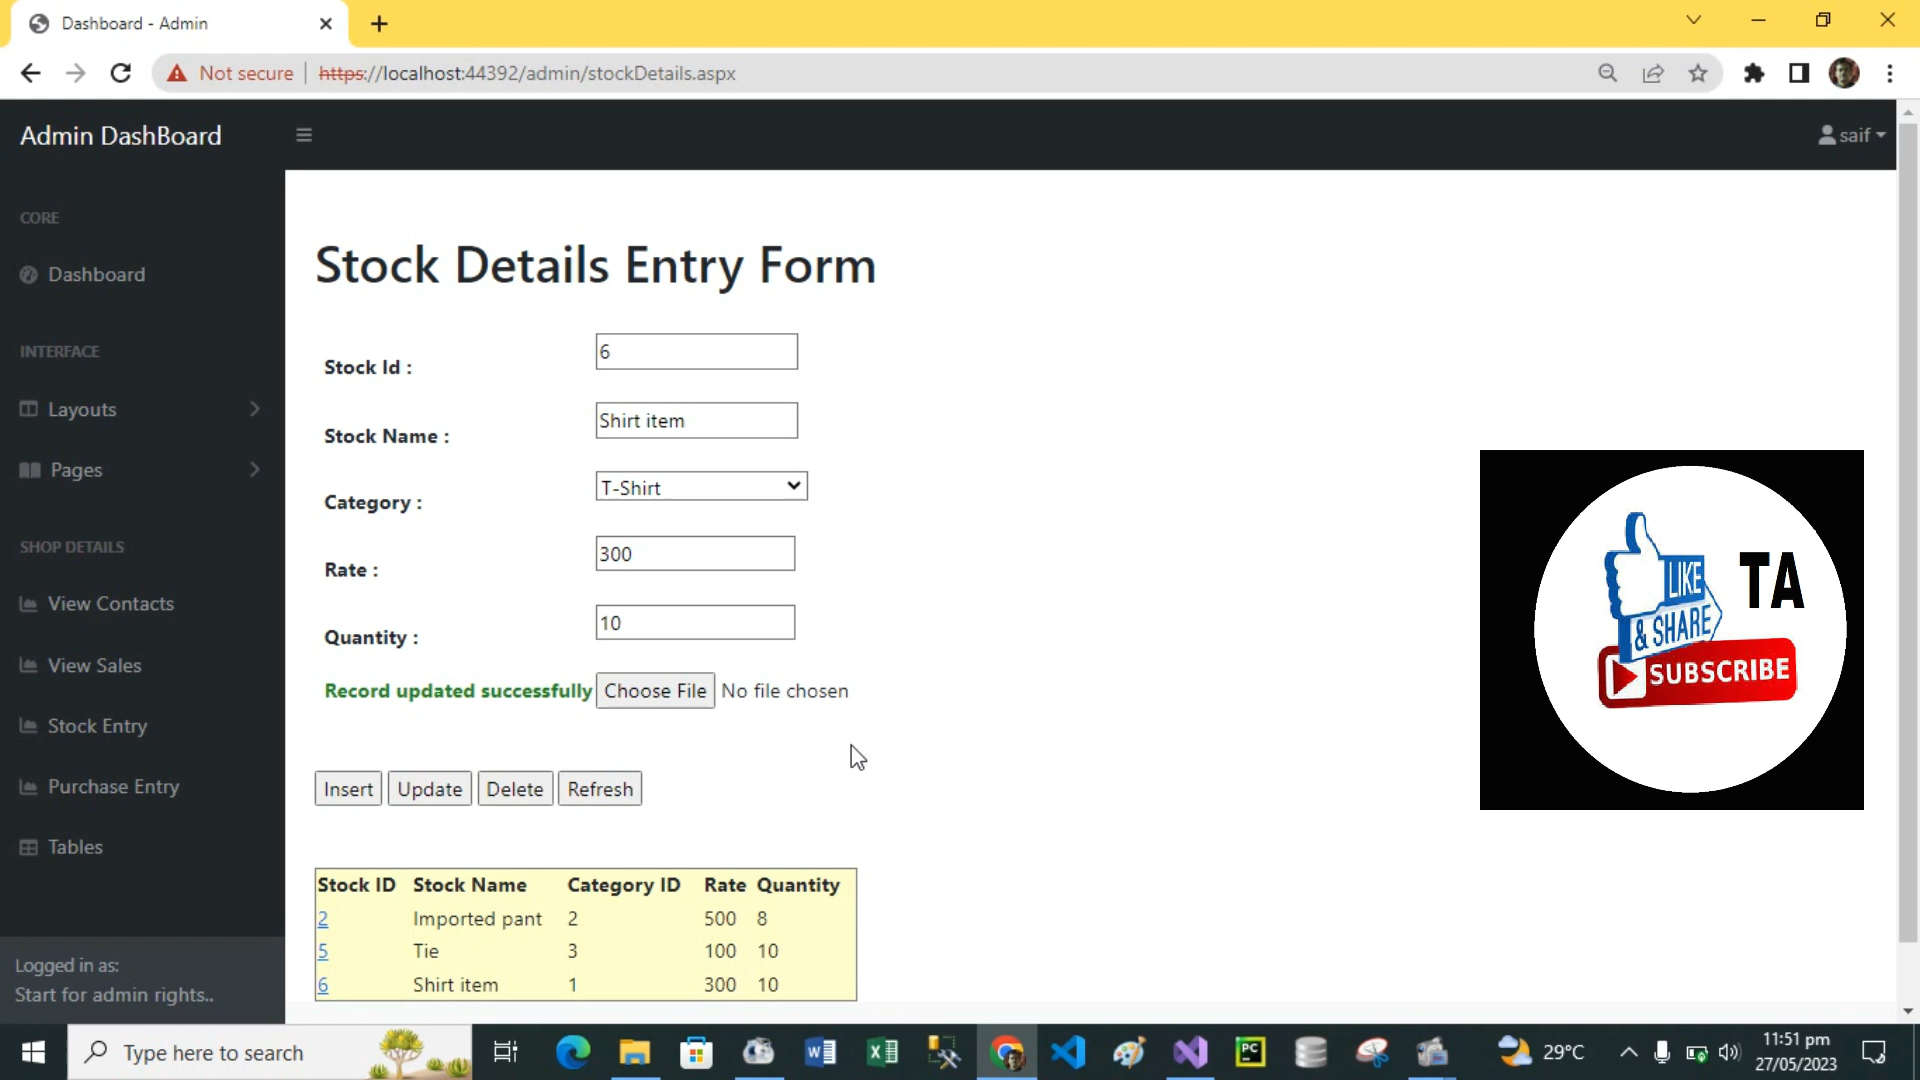 Dashboard - Admin
Not secure https://localhost:44392/admin/stockDetails.aspx
Admin DashBoard
saif
CORE
Dashboard
INTERFACE
Layouts
Pages
SHOP DETAILS
View Contacts
View Sales
Stock Entry
Purchase Entry
Tables
Logged in as:
Start for admin rights..
Stock Details Entry Form
Stock Id : 6
Stock Name : Shirt item
Category : T-Shirt
Rate : 300
Quantity : 10
Record updated successfully Choose File No file chosen
Insert Update Delete Refresh
Stock ID Stock Name Category ID Rate Quantity
2 Imported pant 2 500 8
5 Tie 3 100 10
6 Shirt item 1 300 10
LIKE
& SHARE
TA
SUBSCRIBE
Type here to search
PC
29°C
11:51 pm
27/05/2023